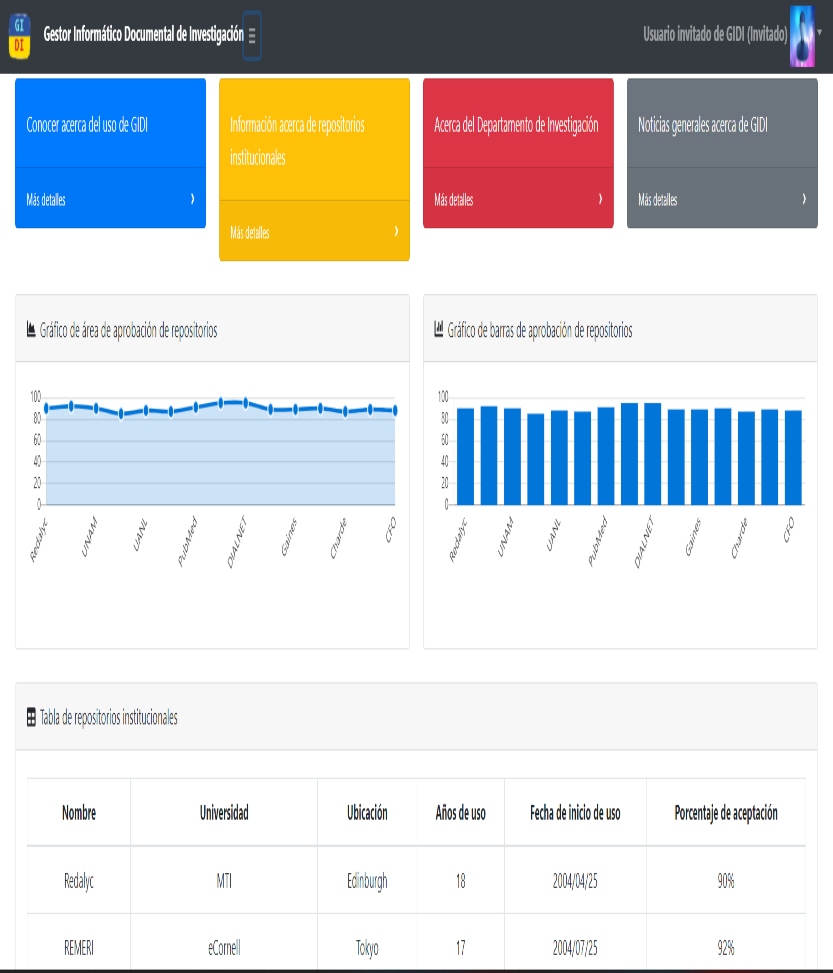 GI
DI
Gestor Informático Documental de Investigación
Usuario invitado de GIDI (Invitado)
Conocer acerca del uso de GIDI
Más detalles
Información acerca de repositorios
institucionales
Más detalles
Acerca del Departamento de Investigación
Más detalles
Noticias generales acerca de GIDI
Más detalles
Gráfico de área de aprobación de repositorios
100
80
60
40
20
0
Redalyc
UNAM
UANL
PubMed
DIALNET
Gaines
Charde
CFO
Gráfico de barras de aprobación de repositorios
100
80
60
40
20
0
Redalyc
UNAM
UANL
PubMed
DIALNET
Gaines
Charde
CFO
Tabla de repositorios institucionales
Nombre Universidad Ubicación Años de uso Fecha de inicio de uso Porcentaje de aceptación
Redalyc MTI Edinburgh 18 2004/04/25 90%
REMERI eCornell Tokyo 17 2004/07/25 92%